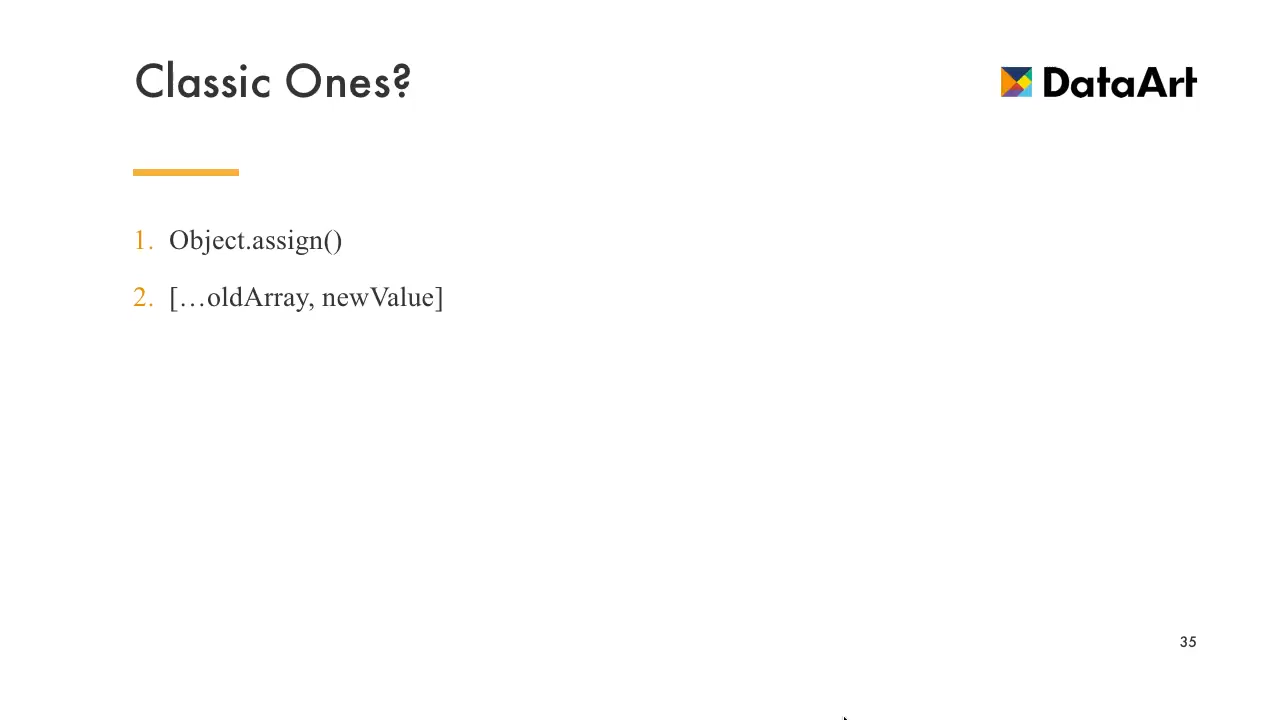 Classic Ones?
DataArt
1. Object.assign()
2. […oldArray, newValue]
35